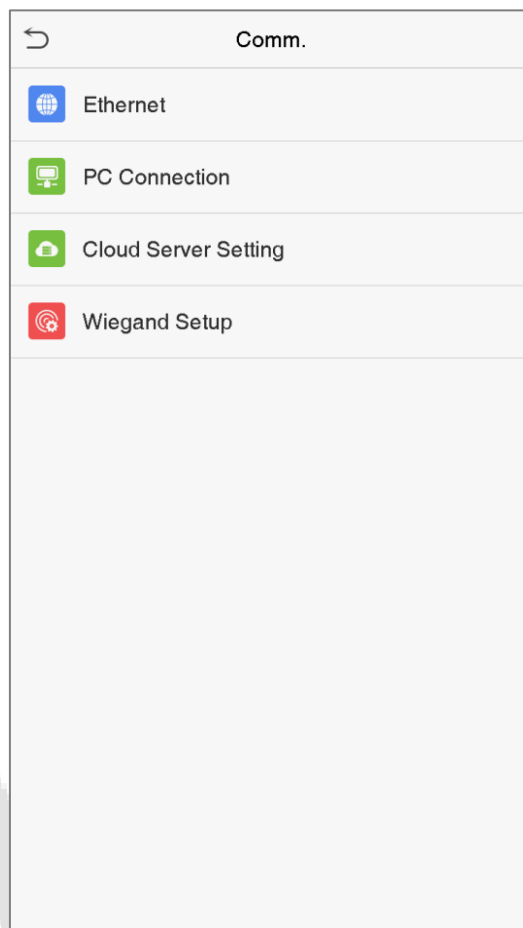 Comm.
Ethernet
PC Connection
Cloud Server Setting
Wiegand Setup